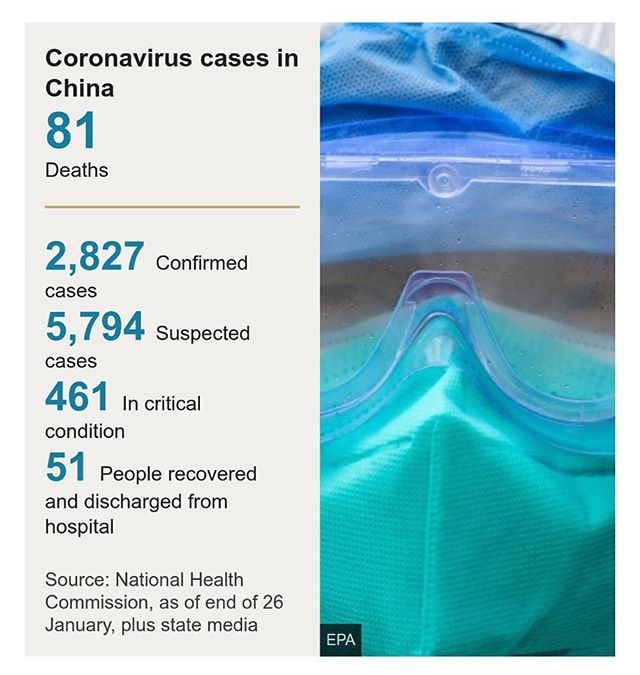 Coronavirus cases in
China
81
Deaths
2,827 Confirmed
cases
5,794 Suspected
cases
461 In critical
condition
51 People recovered
and discharged from
hospital
Source: National Health
Commission, as of end of 26
January, plus state media
EPA